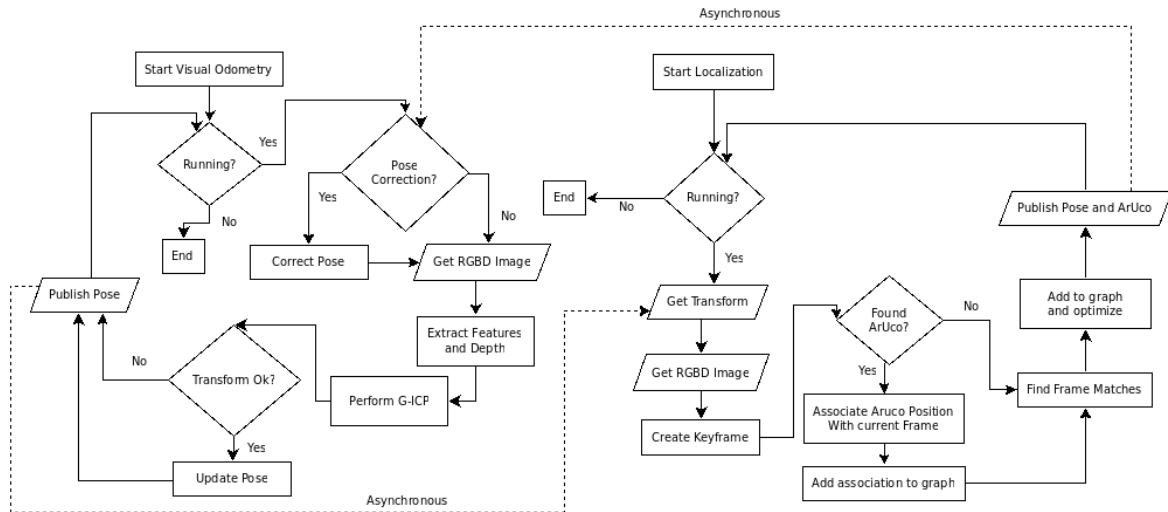 Asynchronous
Start Visual Odometry
Start Localization
Running?
Yes
Pose
Correction?
Yes
No
No
End
Correct Pose
Get RGBD Image
Publish Pose
Extract Features
and Depth
No
Transform Ok?
Perform G-ICP
Yes
Update Pose
Asynchronous
Running?
End
No
Yes
Publish Pose and ArUco
Get Transform
Found
ArUco?
No
Add to graph
and optimize
Get RGBD Image
Yes
Find Frame Matches
Create Keyframe
Associate Aruco Position
With current Frame
Add association to graph